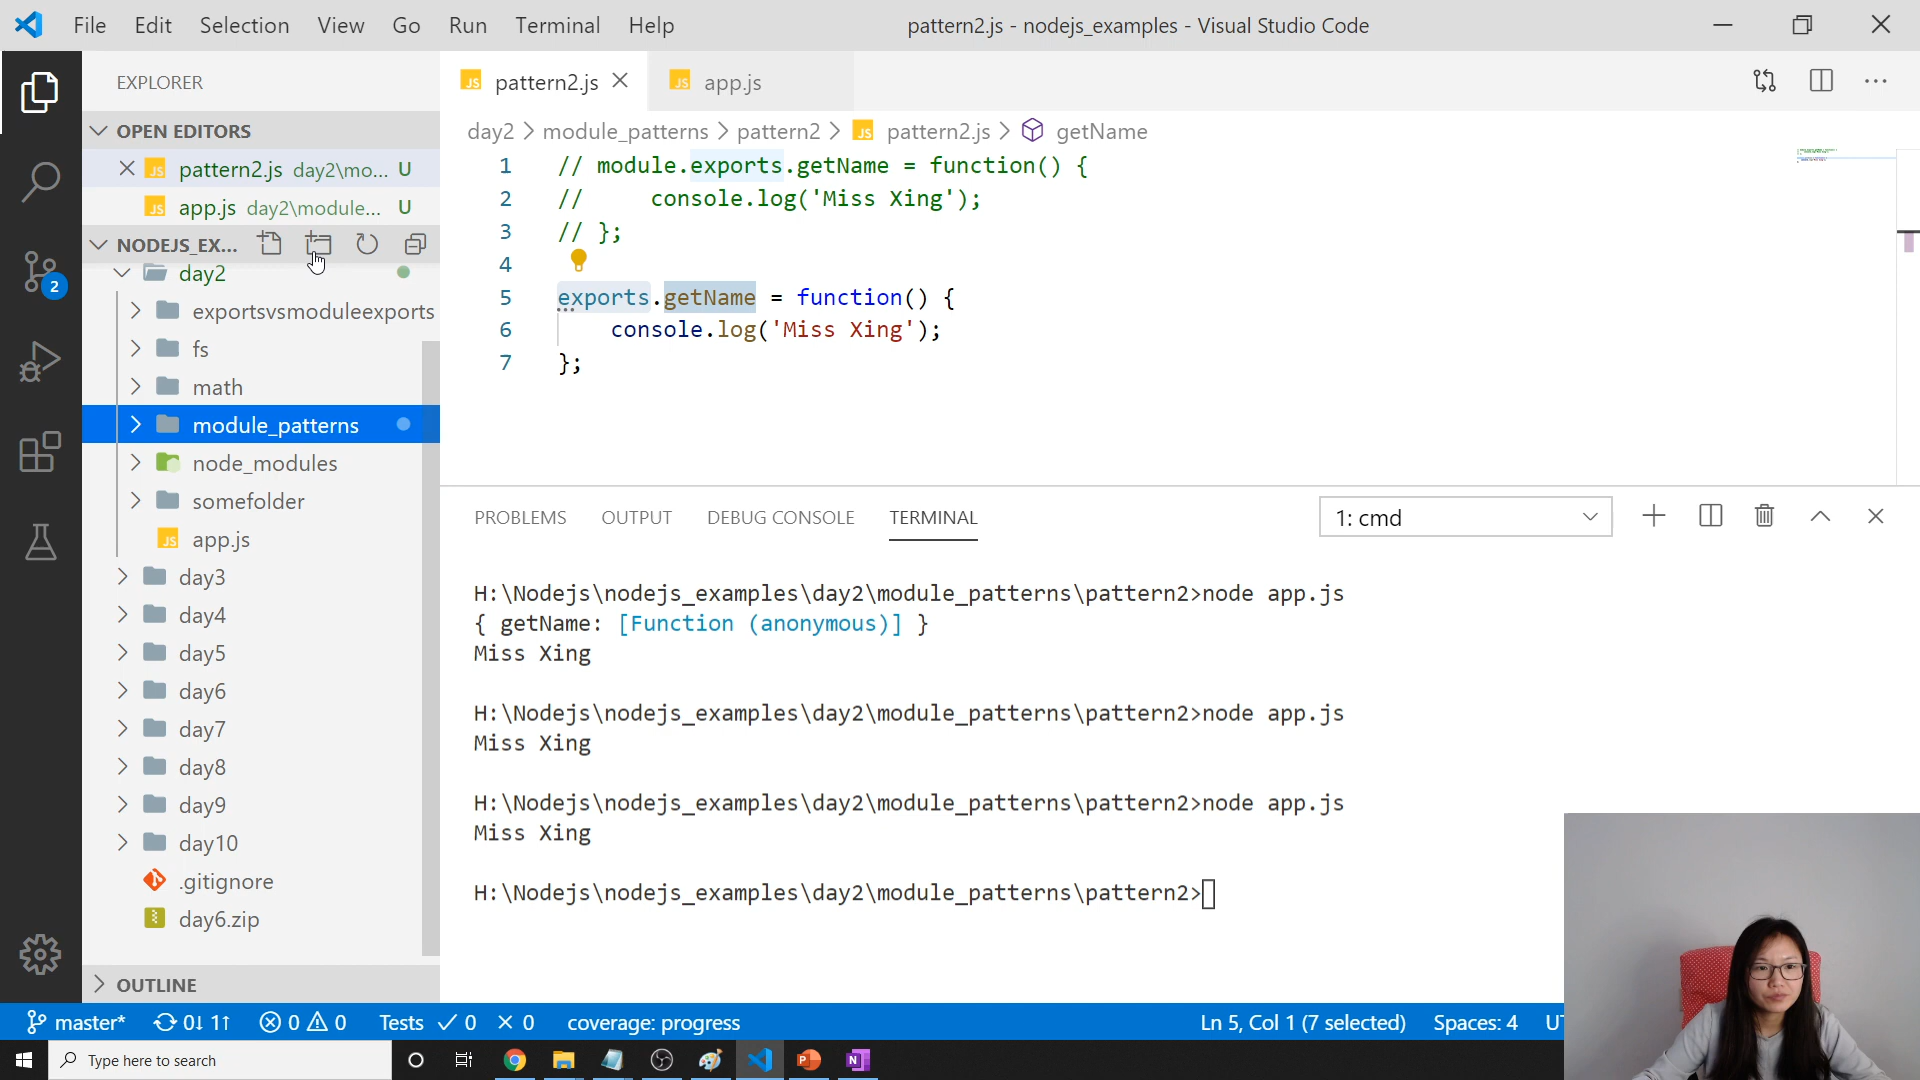 File Edit Selection View Go Run Terminal Help
pattern2.js - nodejs_examples - Visual Studio Code
EXPLORER
OPEN EDITORS
JS pattern2.js day2\mo... U
JS app.js day2\module... U
NODEJS_EX...
day2
exportsvsmoduleexports
fs
math
module_patterns
node_modules
somefolder
JS app.js
day3
day4
day5
day6
day7
day8
day9
day10
.gitignore
day6.zip
OUTLINE
2
JS pattern2.js
JS app.js
day2 > module_patterns > pattern2 > JS pattern2.js > getName
1 // module.exports.getName = function() {
2 //     console.log('Miss Xing');
3 // };
4
5 exports.getName = function() {
6     console.log('Miss Xing');
7 };
PROBLEMS OUTPUT DEBUG CONSOLE TERMINAL
1: cmd
H:\Nodejs\nodejs_examples\day2\module_patterns\pattern2>node app.js
{ getName: [Function (anonymous)] }
Miss Xing
H:\Nodejs\nodejs_examples\day2\module_patterns\pattern2>node app.js
Miss Xing
H:\Nodejs\nodejs_examples\day2\module_patterns\pattern2>node app.js
Miss Xing
H:\Nodejs\nodejs_examples\day2\module_patterns\pattern2>
master* 0↓ 1↑ 0 0 Tests ✓ 0 × 0 coverage: progress
Ln 5, Col 1 (7 selected) Spaces: 4
Type here to search